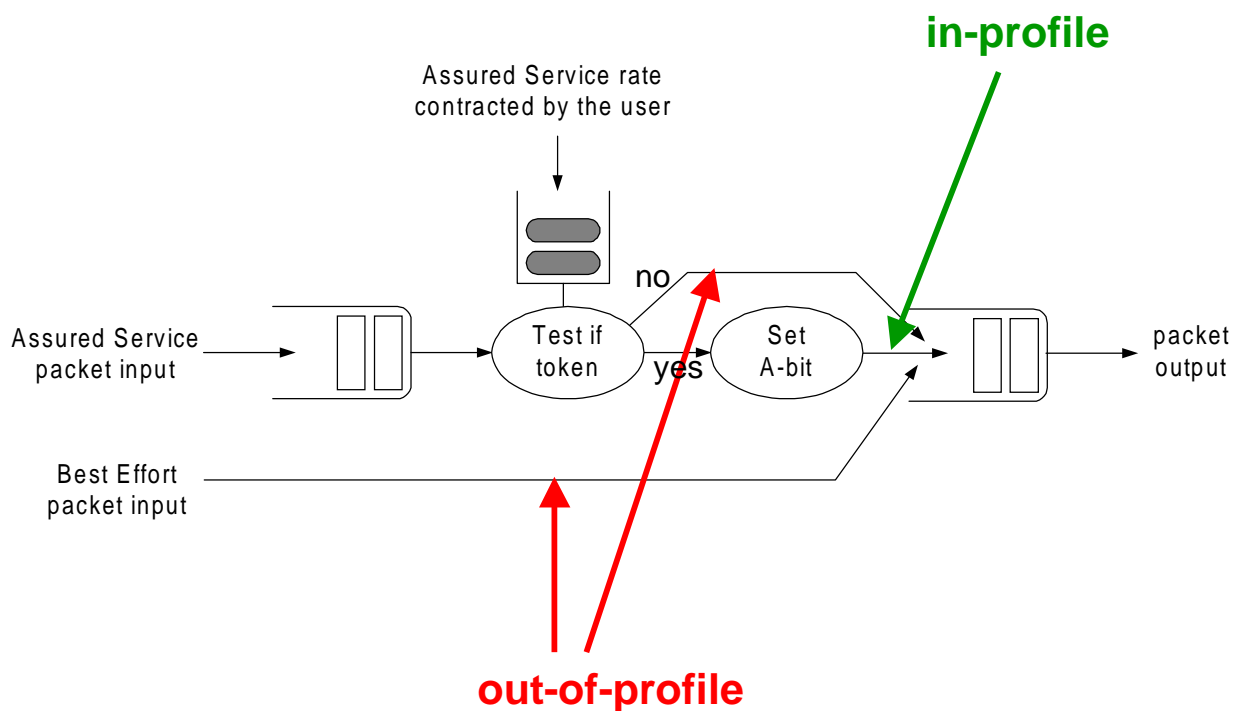 in-profile
Assured Service rate
contracted by the user
no
Assured Service
packet input
Test if
token
yes
Set
A-bit
packet
output
Best Effort
packet input
out-of-profile